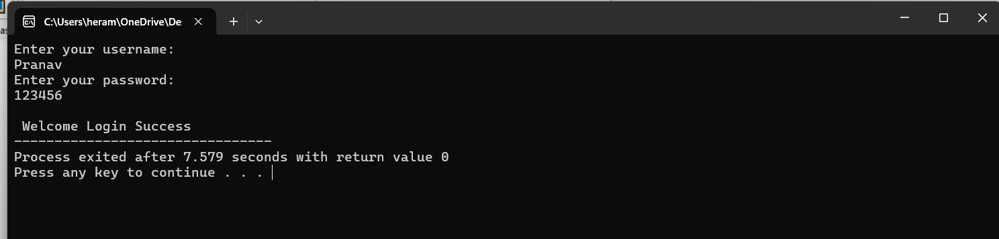 as
C:\Users\heram\OneDrive\De
Enter your username:
Pranav
Enter your password:
123456
Welcome Login Success
--------------------------------
Process exited after 7.579 seconds with return value 0
Press any key to continue . . .